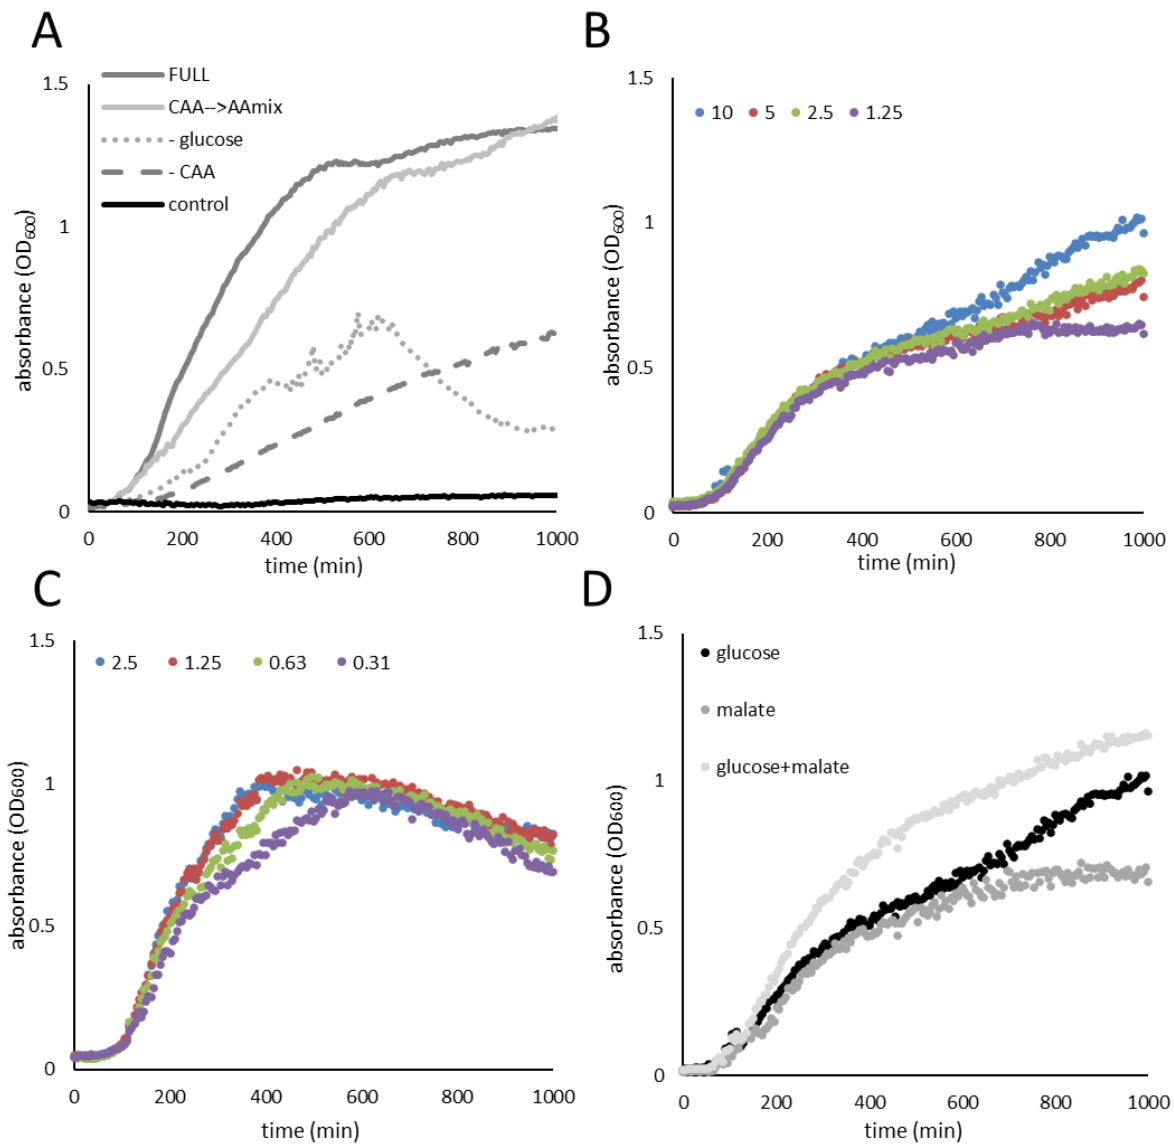 A
FULL
CAA-->AAmix
- glucose
- CAA
control
absorbance (OD600)
1.5
1
0.5
0
0 200 400 600 800 1000
time (min)
B
10 5 2.5 1.25
absorbance (OD600)
1.5
1
0.5
0
0 200 400 600 800 1000
time (min)
C
2.5 1.25 0.63 0.31
absorbance (OD600)
1.5
1
0.5
0
0 200 400 600 800 1000
time (min)
D
glucose
malate
glucose+malate
absorbance (OD600)
1.5
1
0.5
0
0 200 400 600 800 1000
time (min)